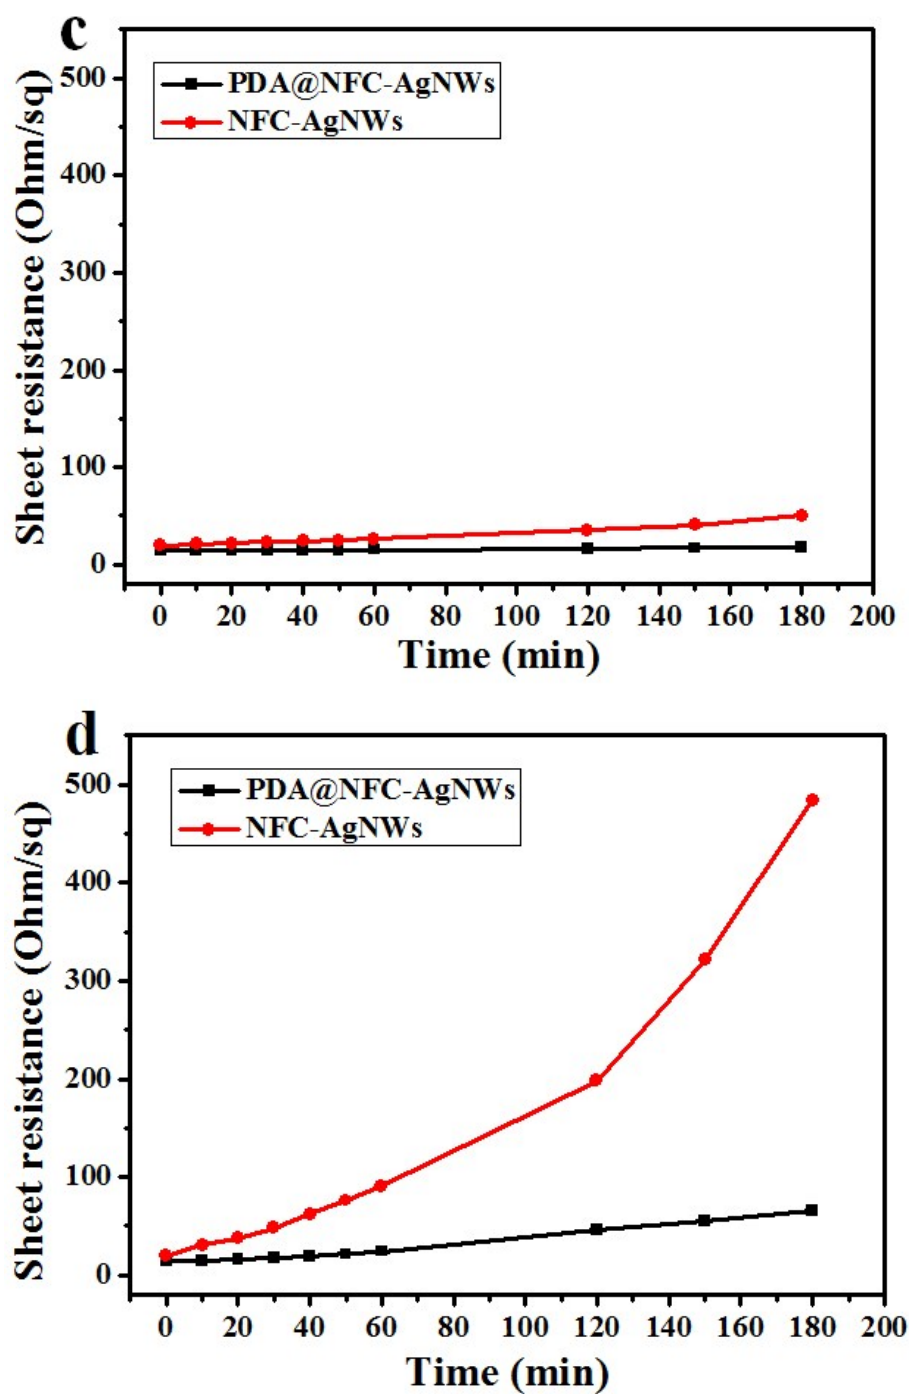 c
PDA@NFC-AgNWs
NFC-AgNWs
Sheet resistance (Ohm/sq)
500
400
300
200
100
0
0 20 40 60 80 100 120 140 160 180 200
Time (min)
d
PDA@NFC-AgNWs
NFC-AgNWs
Sheet resistance (Ohm/sq)
500
400
300
200
100
0
0 20 40 60 80 100 120 140 160 180 200
Time (min)